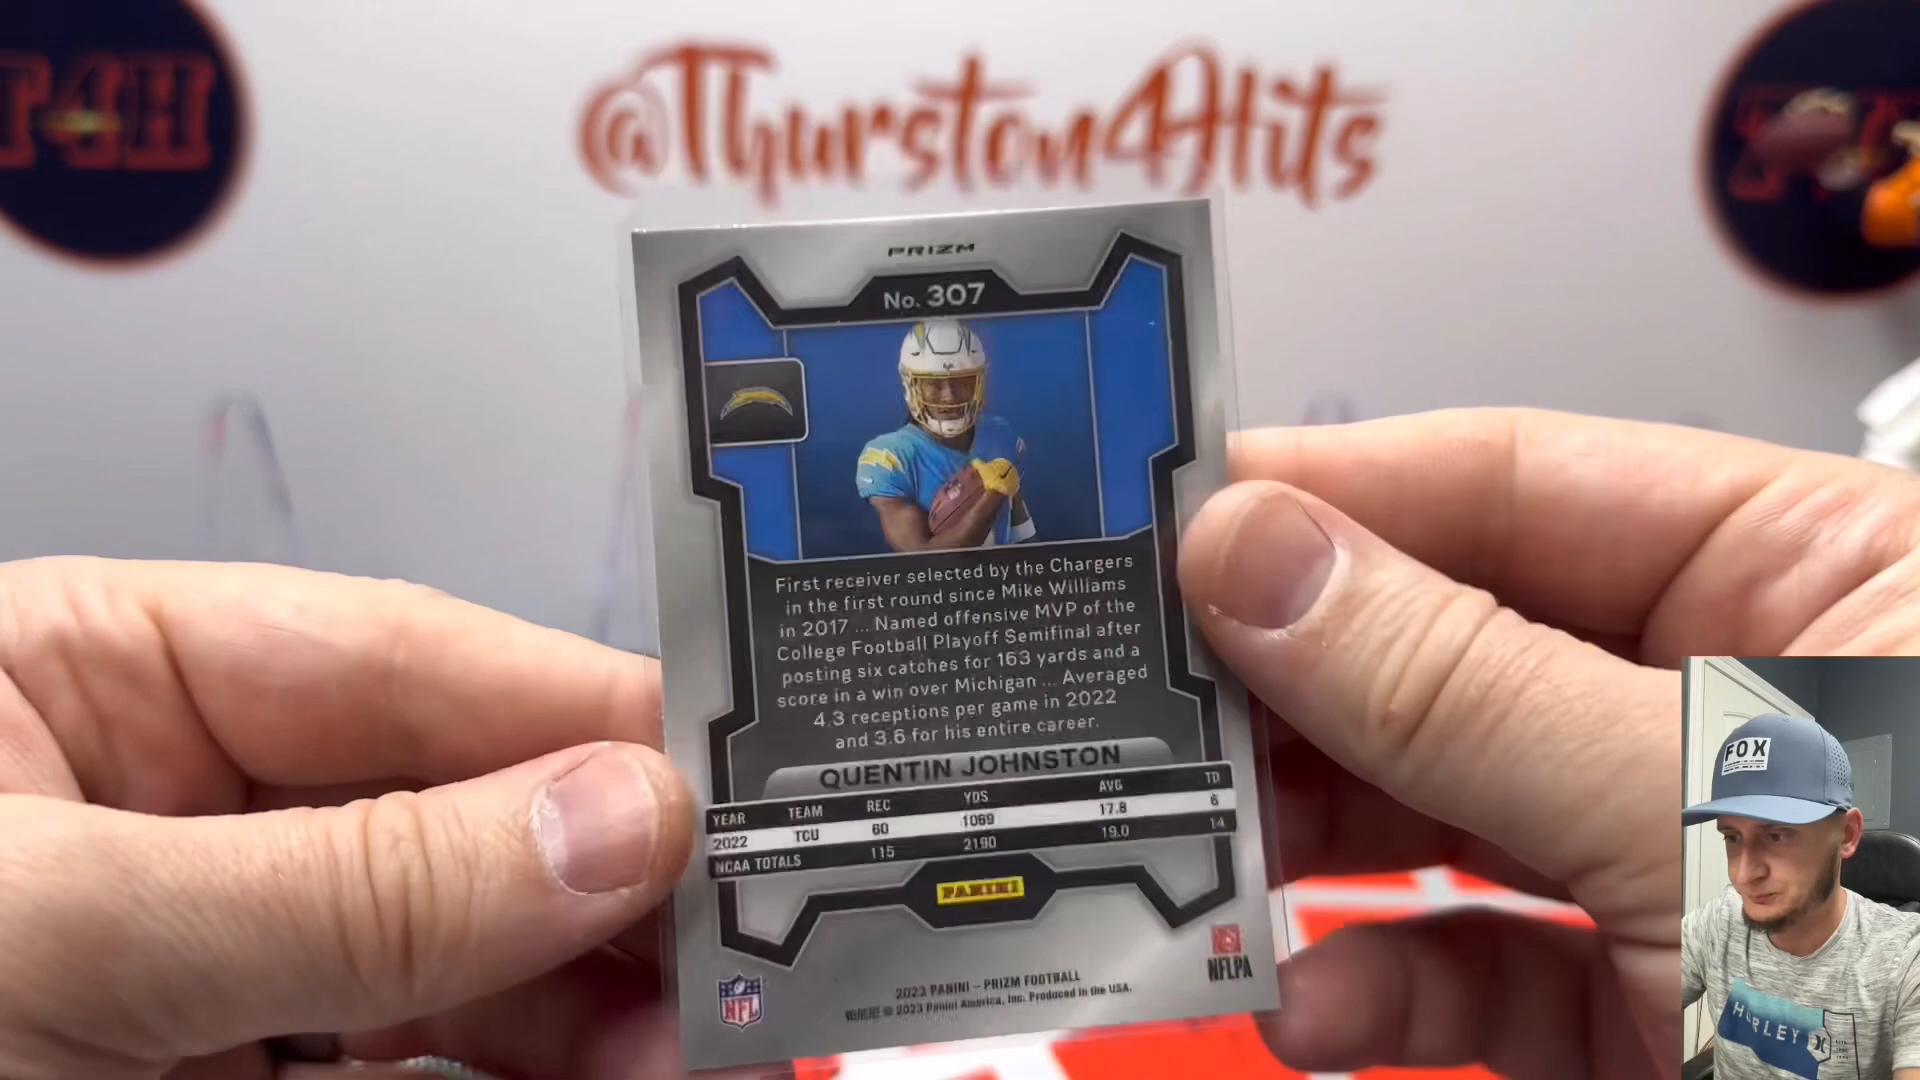 T4H
@Thurston4Hits
PRIZM
No. 307
First receiver selected by the Chargers
in the first round since Mike Williams
in 2017 ... Named offensive MVP of the
College Football Playoff Semifinal after
posting six catches for 163 yards and a
score in a win over Michigan ... Averaged
4.3 receptions per game in 2022
and 3.6 for his entire career.
QUENTIN JOHNSTON
YEAR TEAM REC YDS AVG TD
2022 TCU 60 1069 17.8 6
NCAA TOTALS 115 2190 19.0 14
PANINI
NFL
NFLPA
2023 PANINI – PRIZM FOOTBALL
© 2023 Panini America, Inc. Produced in the USA.
FOX
HURLEY